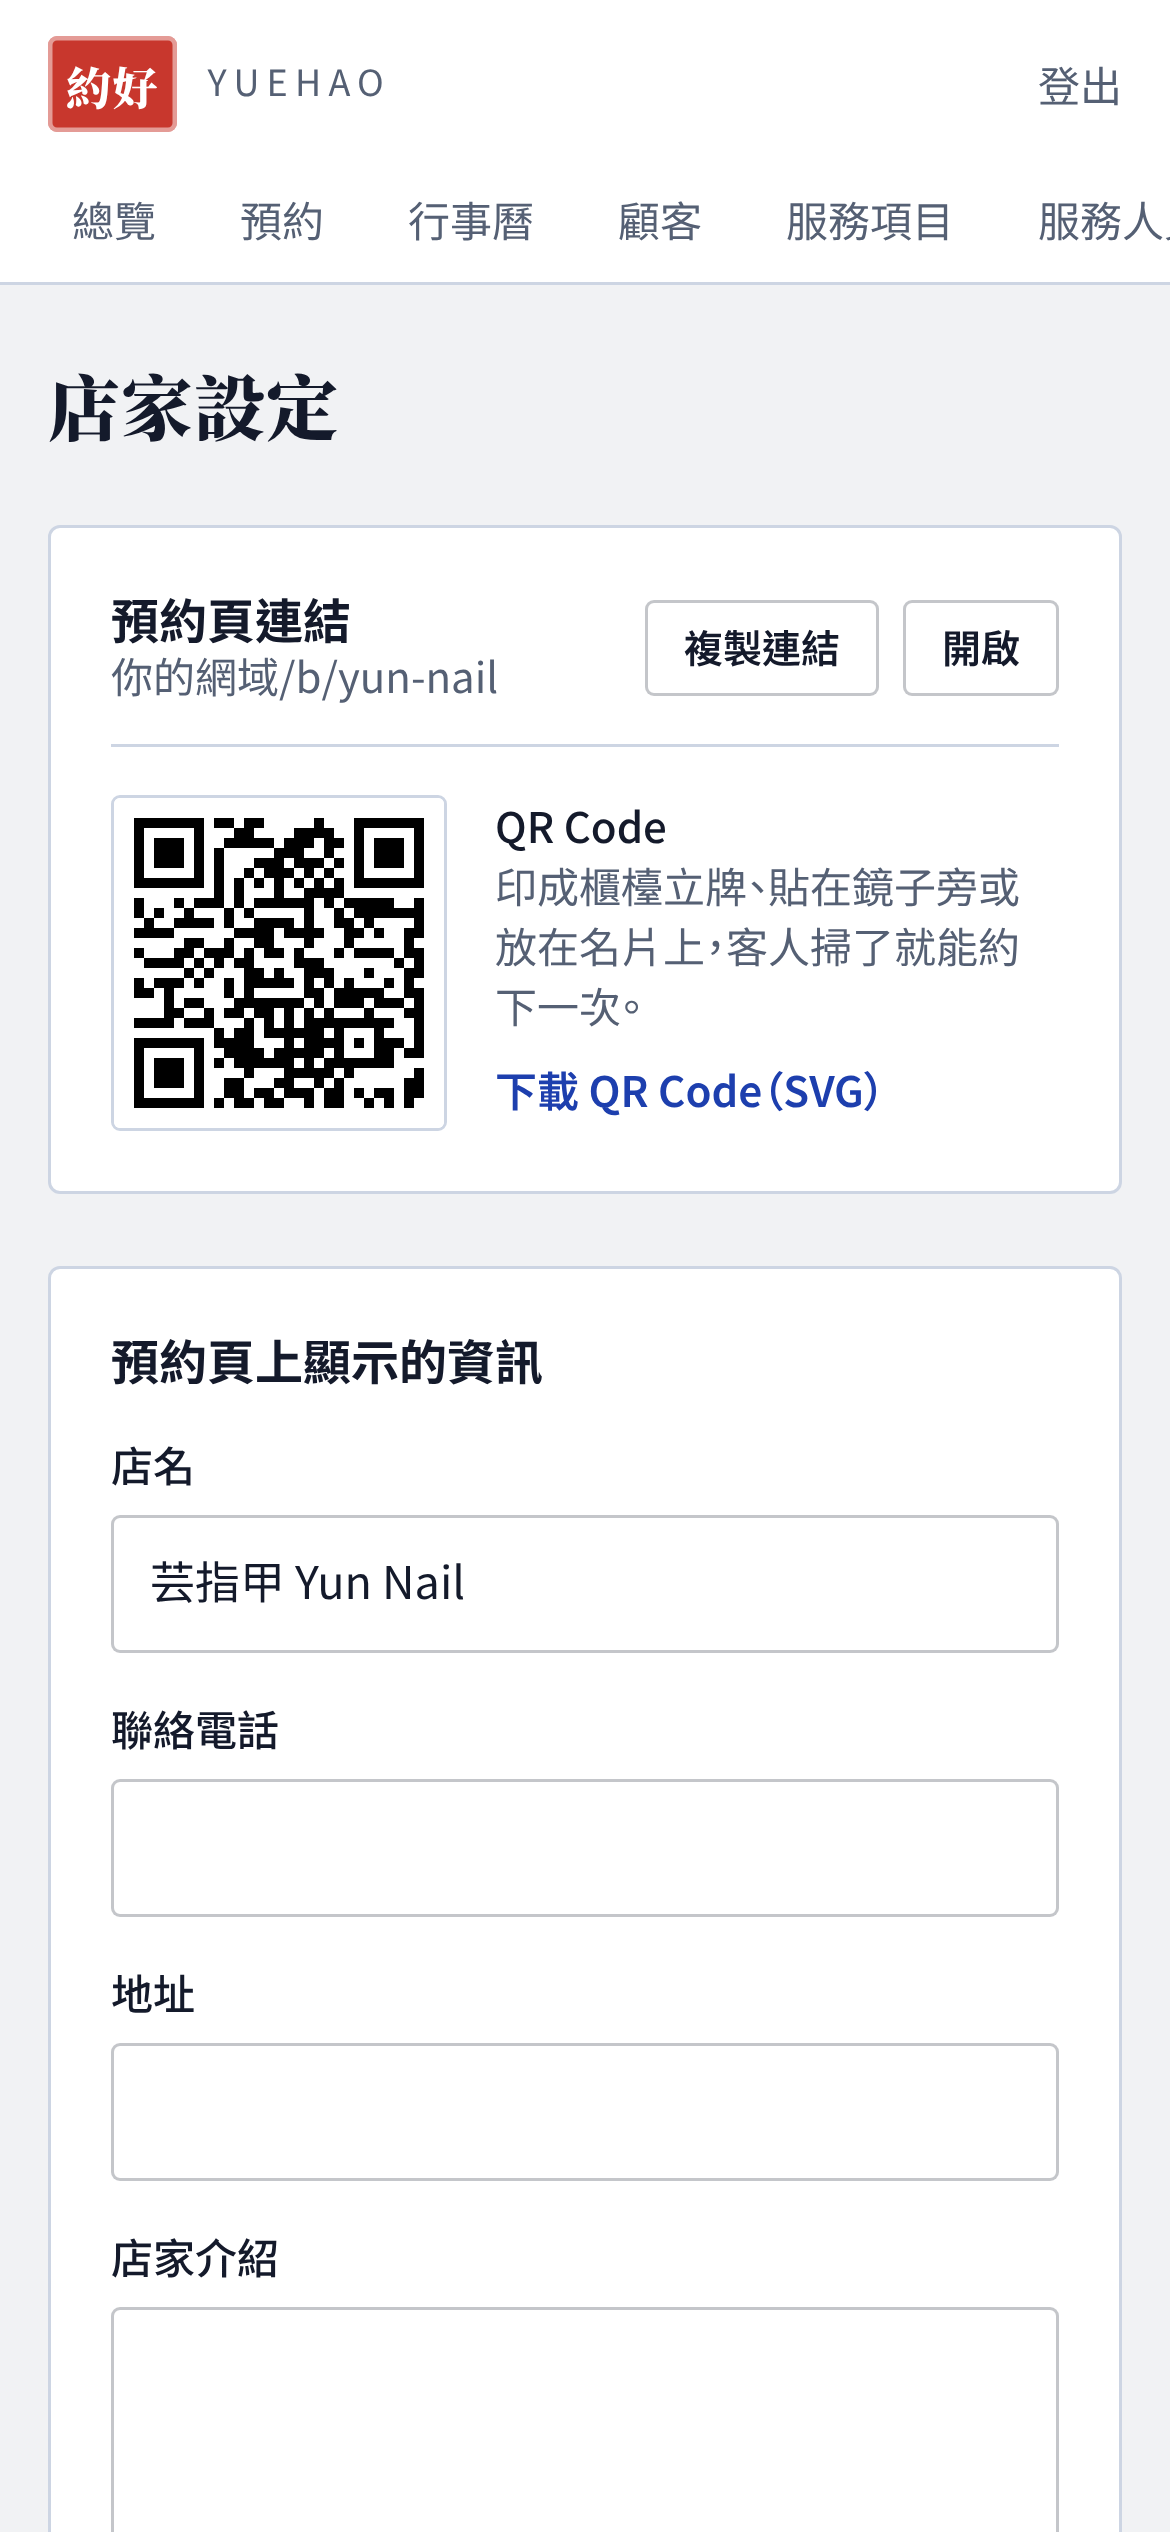 約好 YUEHAO
登出
總覽 預約 行事曆 顧客 服務項目 服務人
店家設定
預約頁連結
你的網域/b/yun-nail
複製連結 開啟
QR Code
印成櫃檯立牌、貼在鏡子旁或
放在名片上，客人掃了就能約
下一次。
下載 QR Code（SVG）
預約頁上顯示的資訊
店名
芸指甲 Yun Nail
聯絡電話
地址
店家介紹